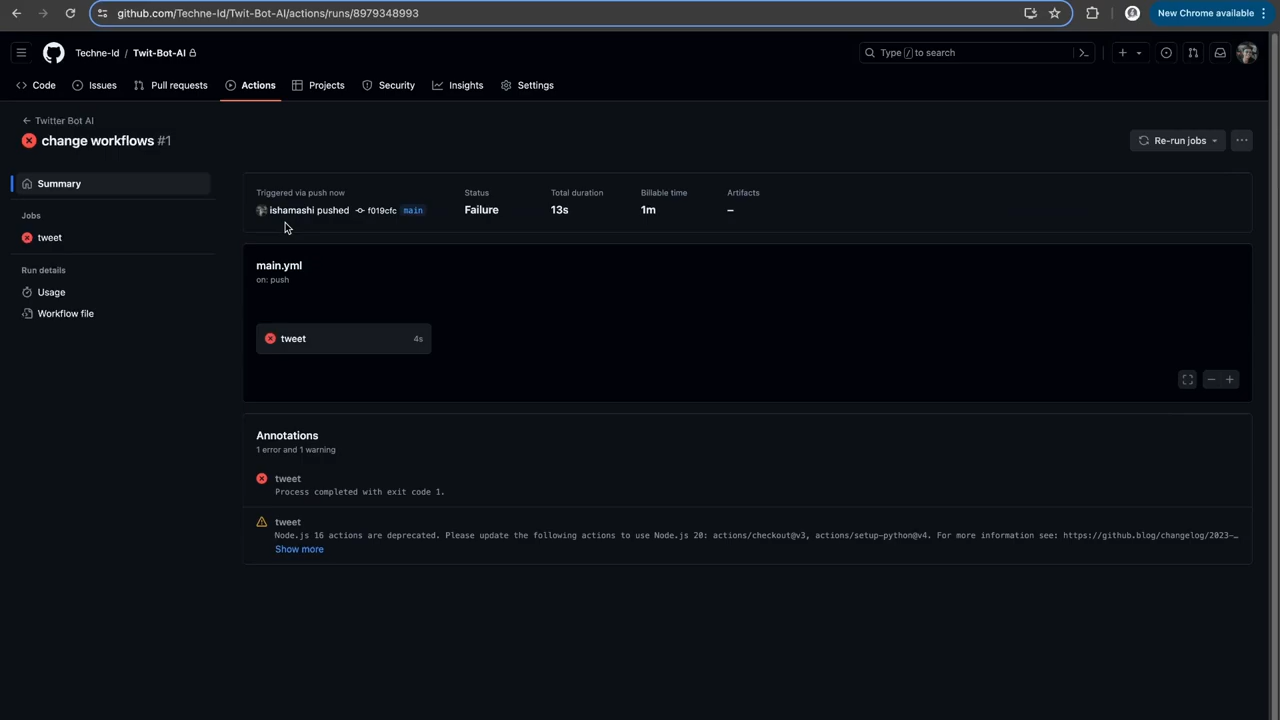 github.com/Techne-Id/Twit-Bot-AI/actions/runs/8979348993
New Chrome available
Techne-Id / Twit-Bot-AI
Type / to search
Code
Issues
Pull requests
Actions
Projects
Security
Insights
Settings
← Twitter Bot AI
change workflows #1
Re-run jobs
Summary
Jobs
tweet
Run details
Usage
Workflow file
Triggered via push now
ishamashi pushed f019cfc main
Status
Failure
Total duration
13s
Billable time
1m
Artifacts
–
main.yml
on: push
tweet 4s
Annotations
1 error and 1 warning
tweet
Process completed with exit code 1.
tweet
Node.js 16 actions are deprecated. Please update the following actions to use Node.js 20: actions/checkout@v3, actions/setup-python@v4. For more information see: https://github.blog/changelog/2023-…
Show more